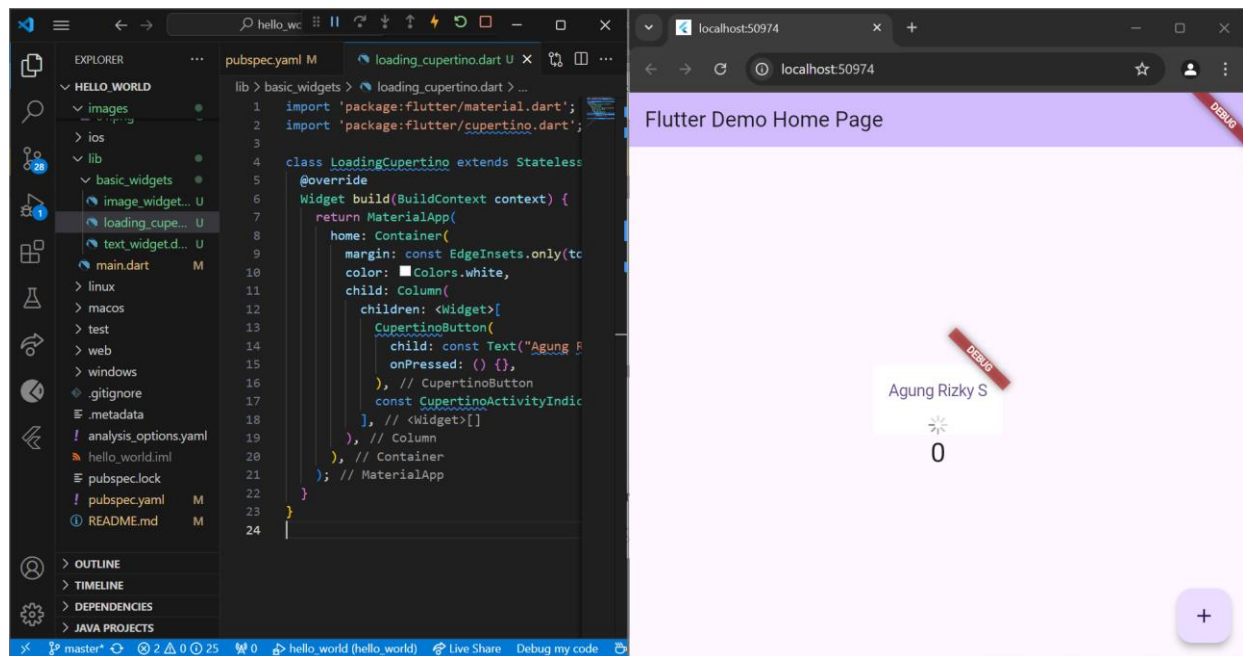 hello_wc
EXPLORER
HELLO_WORLD
images
ios
lib
basic_widgets
image_widget... U
loading_cupe... U
text_widget.d... U
main.dart M
linux
macos
test
web
windows
.gitignore
.metadata
analysis_options.yaml
hello_world.iml
pubspec.lock
pubspec.yaml M
README.md M
OUTLINE
TIMELINE
DEPENDENCIES
JAVA PROJECTS
28
1
pubspec.yaml M
loading_cupertino.dart U
lib > basic_widgets > loading_cupertino.dart > ...
1 import 'package:flutter/material.dart';
2 import 'package:flutter/cupertino.dart';
3
4 class LoadingCupertino extends Stateless
5 @override
6 Widget build(BuildContext context) {
7 return MaterialApp(
8 home: Container(
9 margin: const EdgeInsets.only(to
10 color: Colors.white,
11 child: Column(
12 children: <Widget>[
13 CupertinoButton(
14 child: const Text("Agung R
15 onPressed: () {},
16 ), // CupertinoButton
17 const CupertinoActivityIndic
18 ], // <Widget>[]
19 ), // Column
20 ), // Container
21 ); // MaterialApp
22 }
23 }
24
master* 2 0 25 0 hello_world (hello_world) Live Share Debug my code
localhost:50974
localhost:50974
Flutter Demo Home Page
DEBUG
DEBUG
Agung Rizky S
0